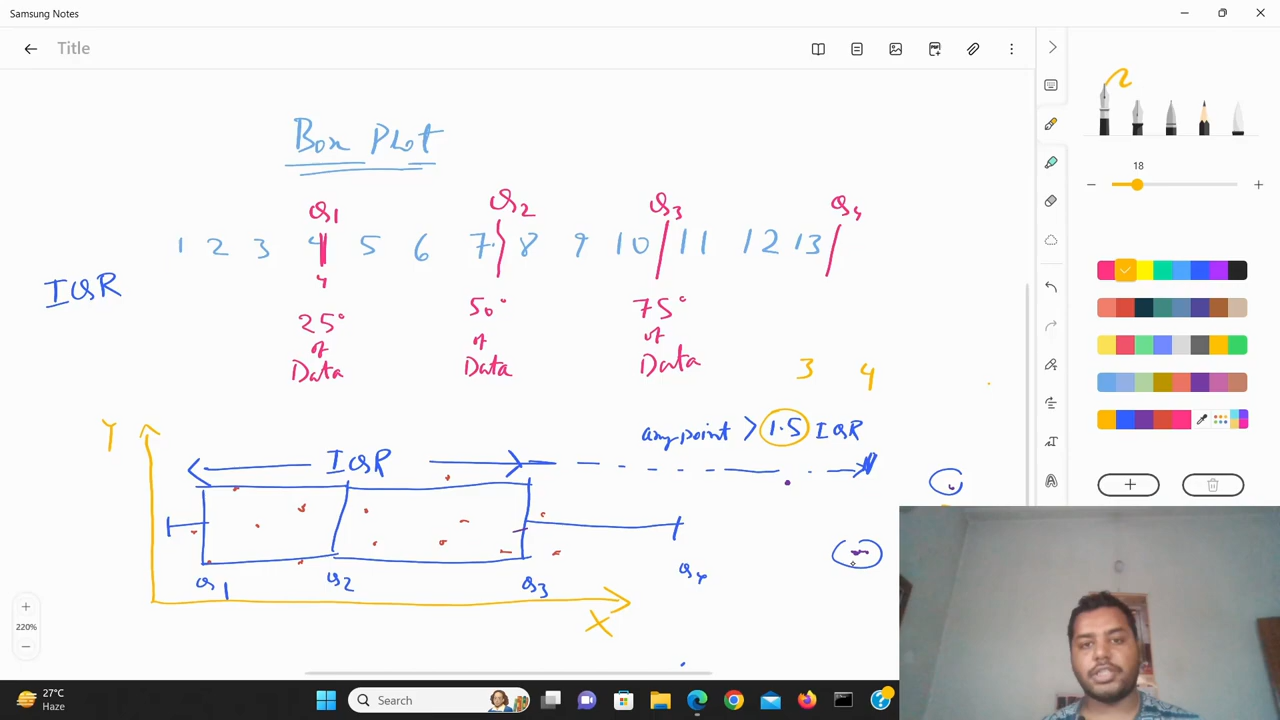 Samsung Notes
Title
18
Box Plot
Q1 Q2 Q3 Q4
1 2 3 4 5 6 7 8 9 10 11 12 13
IQR
4
25° 50° 75°
of of of
Data Data Data
3 4
Y
any point > 1.5 IQR
IQR
Q1 Q2 Q3 Q4
X
220%
27°C
Haze
Search